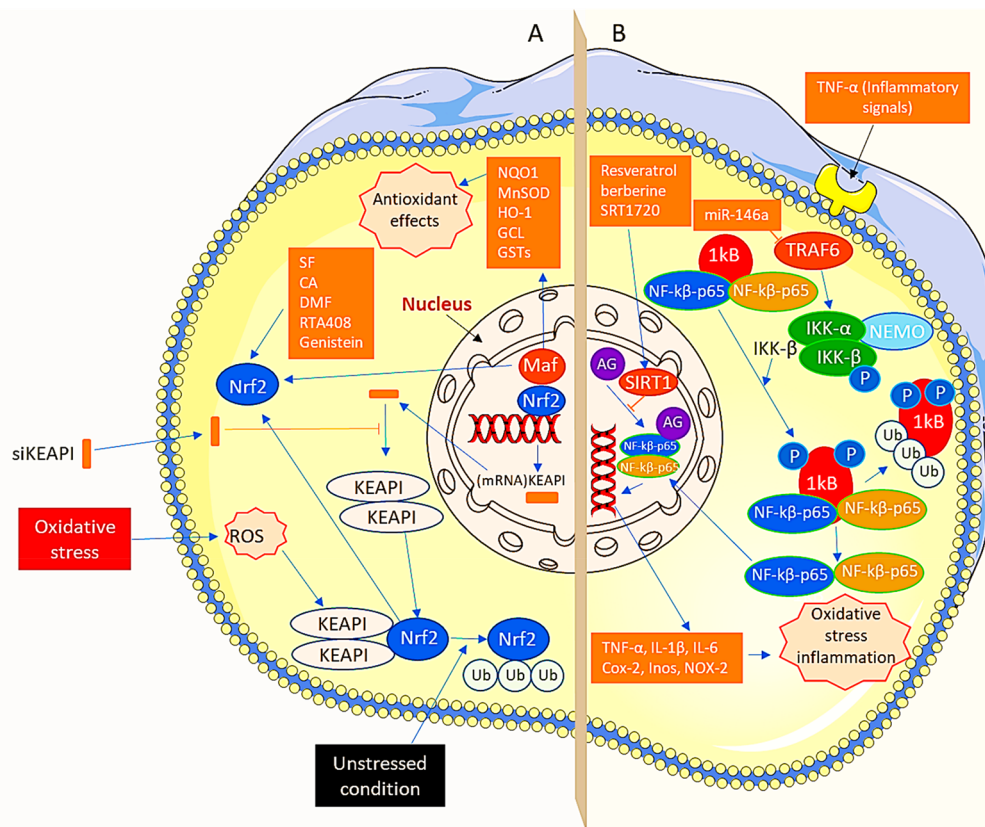 A
B
TNF-α (Inflammatory
signals)
NQO1
MnSOD
HO-1
GCL
GSTs
Antioxidant
effects
Resveratrol
berberine
SRT1720
miR-146a
TRAF6
1kB
NF-kβ-p65
NF-kβ-p65
SF
CA
DMF
RTA408
Genistein
Nucleus
IKK-α
NEMO
IKK-β
IKK-β
P
Maf
Nrf2
Nrf2
AG
SIRT1
AG
NF-kβ-p65
NF-kβ-p65
P
P
1kB
Ub
Ub
Ub
siKEAPI
(mRNA)KEAPI
KEAPI
KEAPI
P
P
1kB
NF-kβ-p65
NF-kβ-p65
Oxidative
stress
ROS
NF-kβ-p65
NF-kβ-p65
KEAPI
KEAPI
Nrf2
Nrf2
Ub
Ub
Ub
TNF-α, IL-1β, IL-6
Cox-2, Inos, NOX-2
Oxidative
stress
inflammation
Unstressed
condition